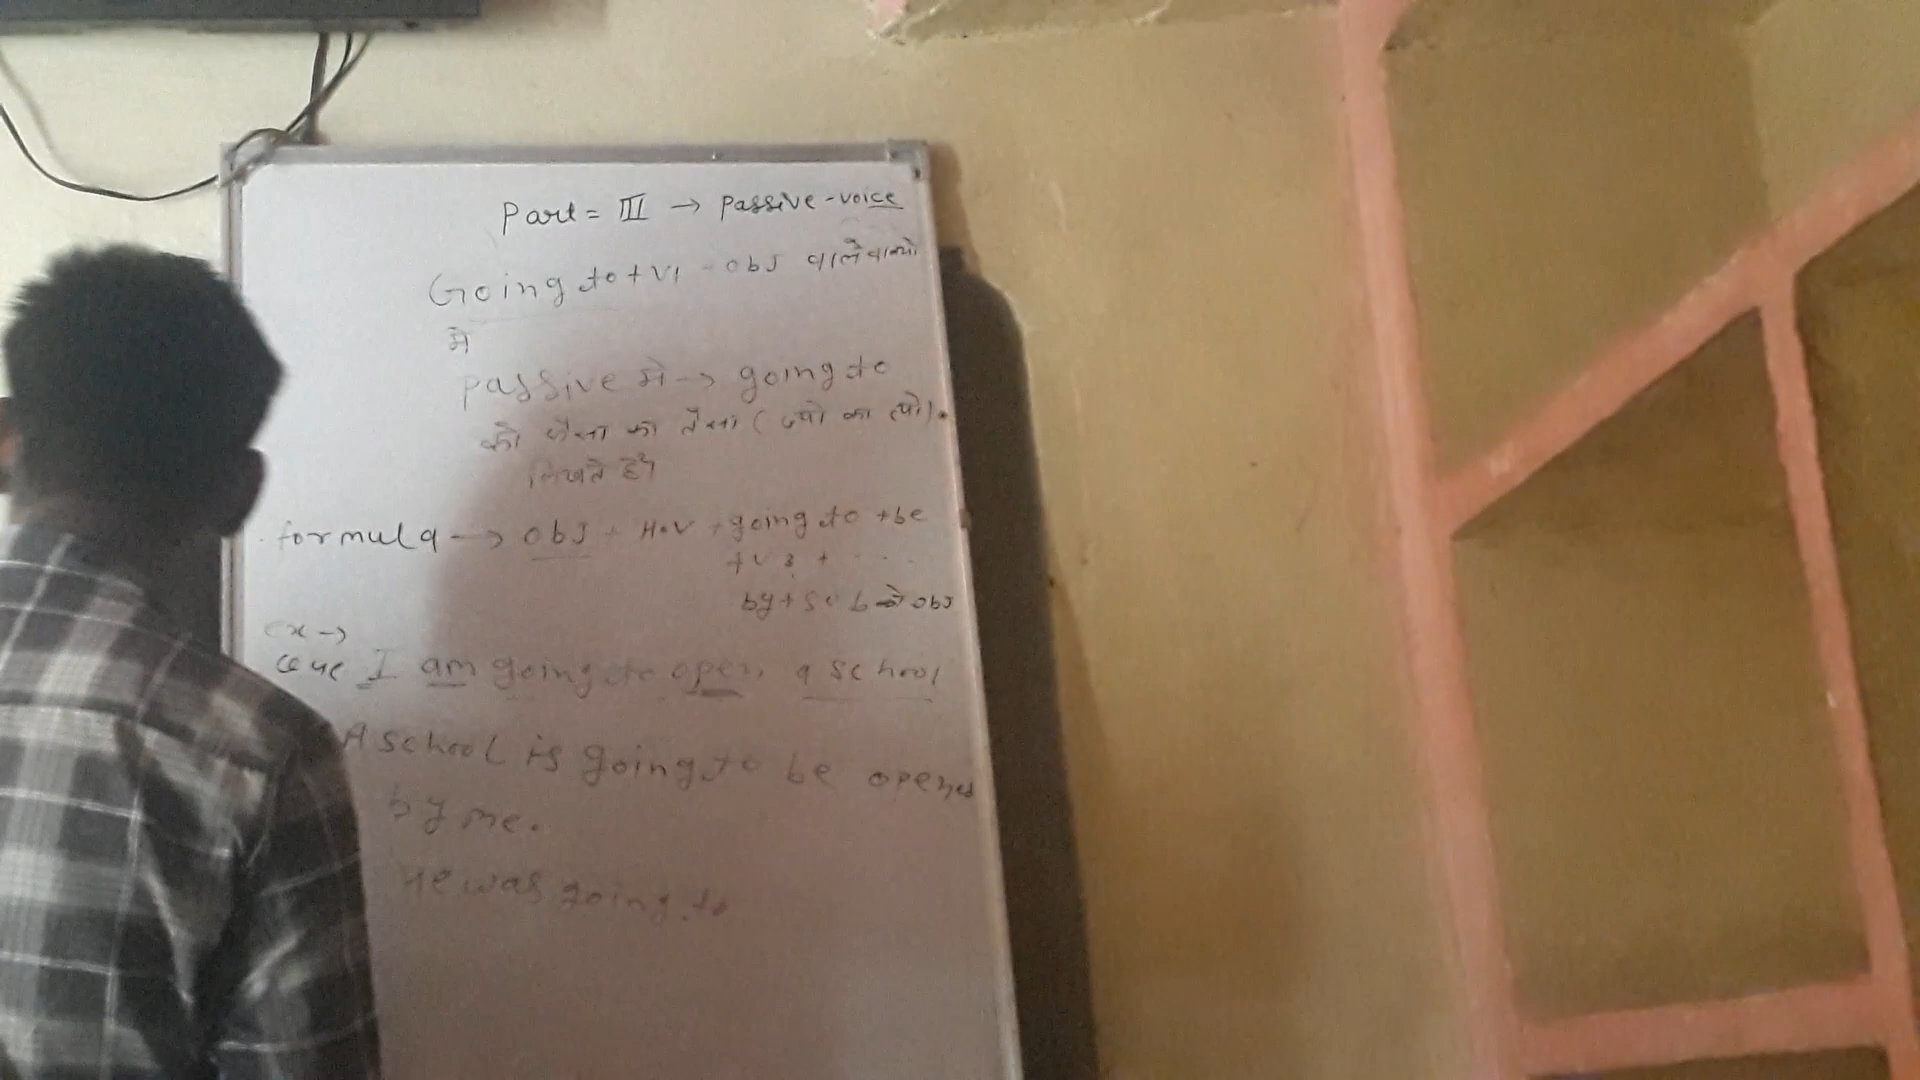 Part = III → Passive-voice
Going to + V1 - obj वाले वाक्यो
मे
passive मे → going to
को जैसा का तैसा (ज्यो का त्यो).
लिखते है
formula → obj + H.V + going to + be
+ V3 + ....
by + sub → obj
ex →
I am going to open a school
A school is going to be opened
by me.
He was going to